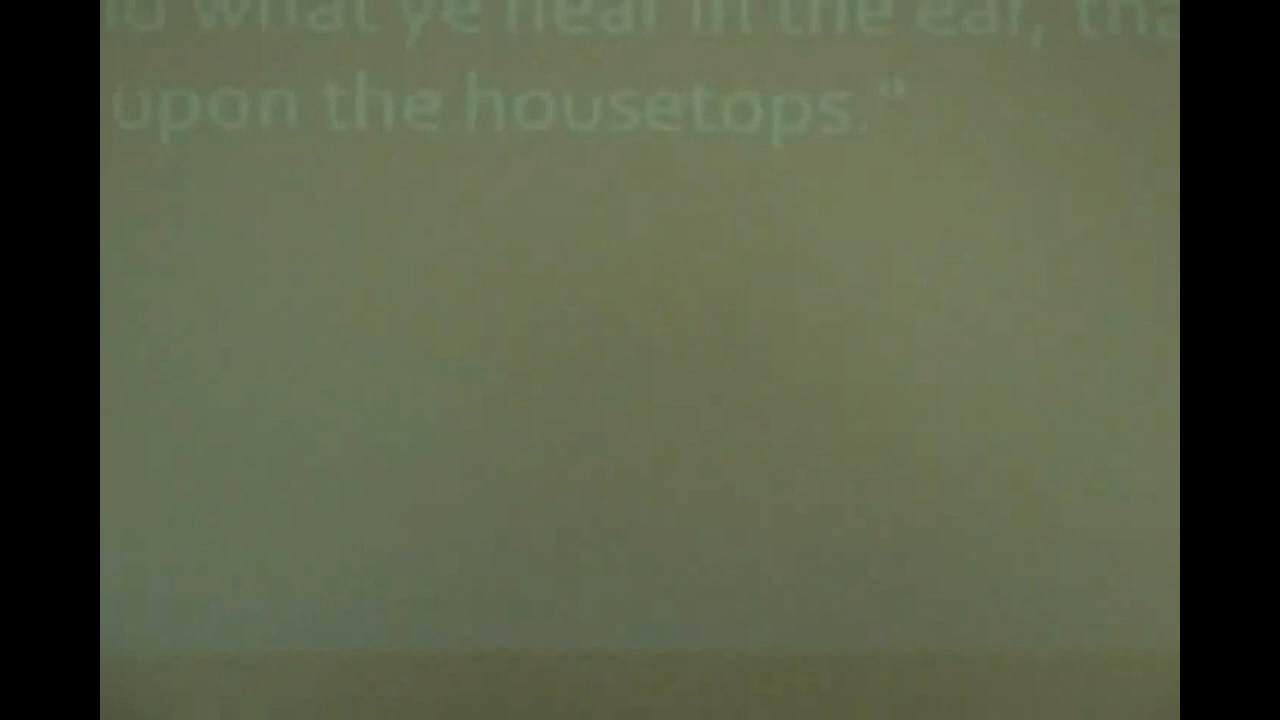 what ye hear in the ear,
upon the housetops."